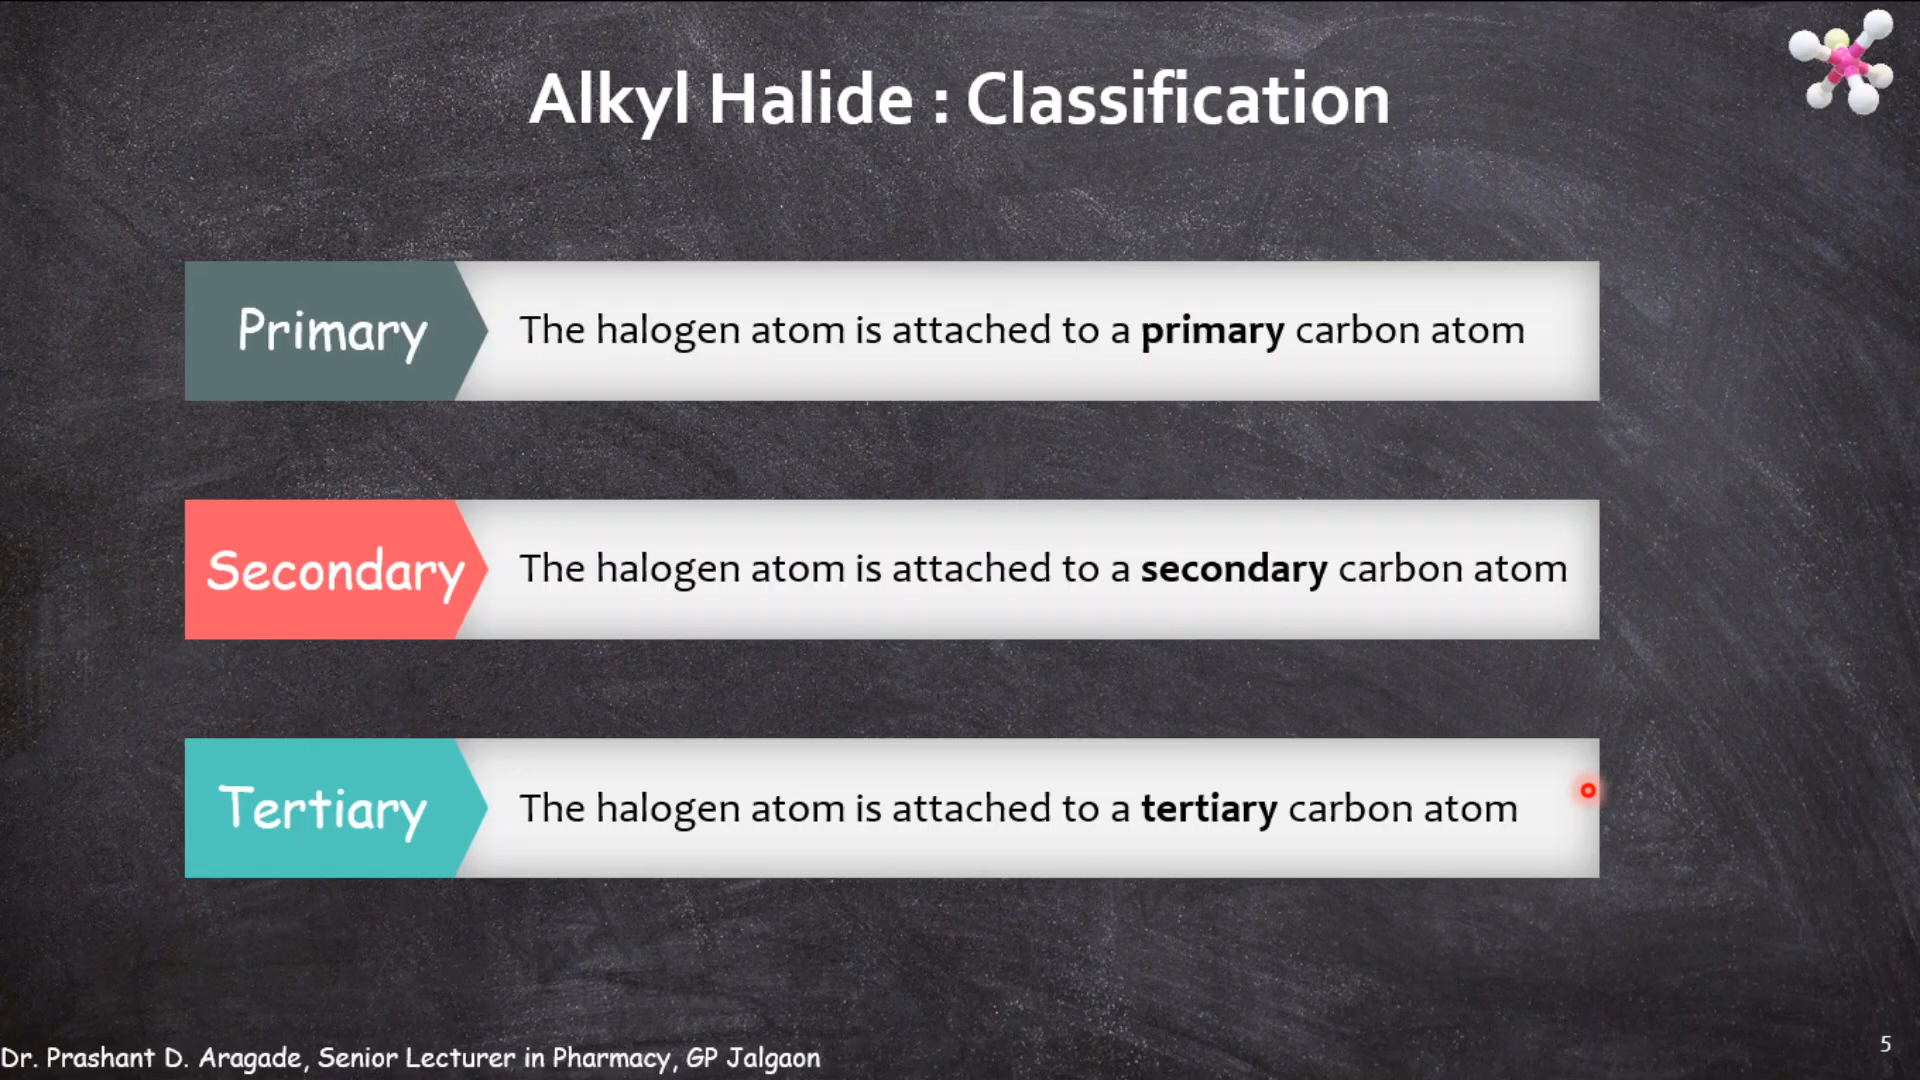 Alkyl Halide : Classification
Primary
The halogen atom is attached to a primary carbon atom
Secondary
The halogen atom is attached to a secondary carbon atom
Tertiary
The halogen atom is attached to a tertiary carbon atom
Dr. Prashant D. Aragade, Senior Lecturer in Pharmacy, GP Jalgaon
5